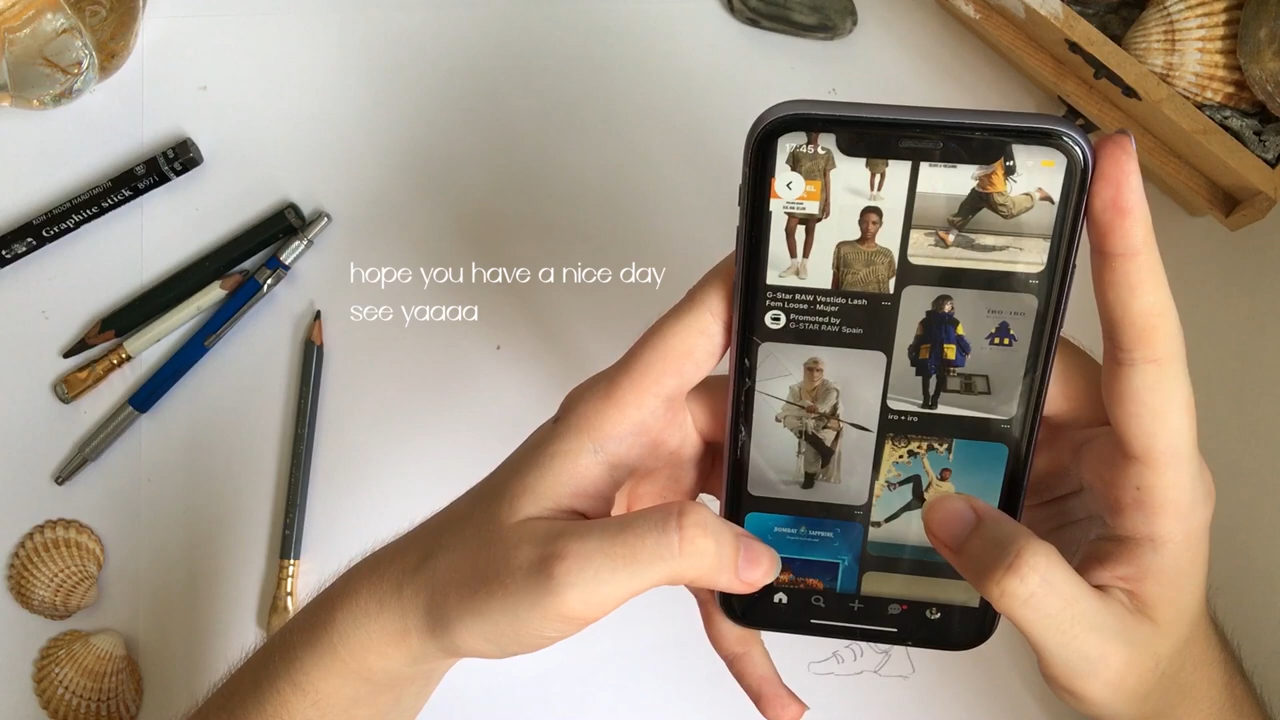 KOH-I-NOOR HARDTMUTH
Graphite stick 8971
hope you have a nice day
see yaaaa
17:45
G-Star RAW Vestido Lash
Fem Loose - Mujer
Promoted by
G-STAR RAW Spain
iro + iro
iro + iro
BOMBAY SAPPHIRE